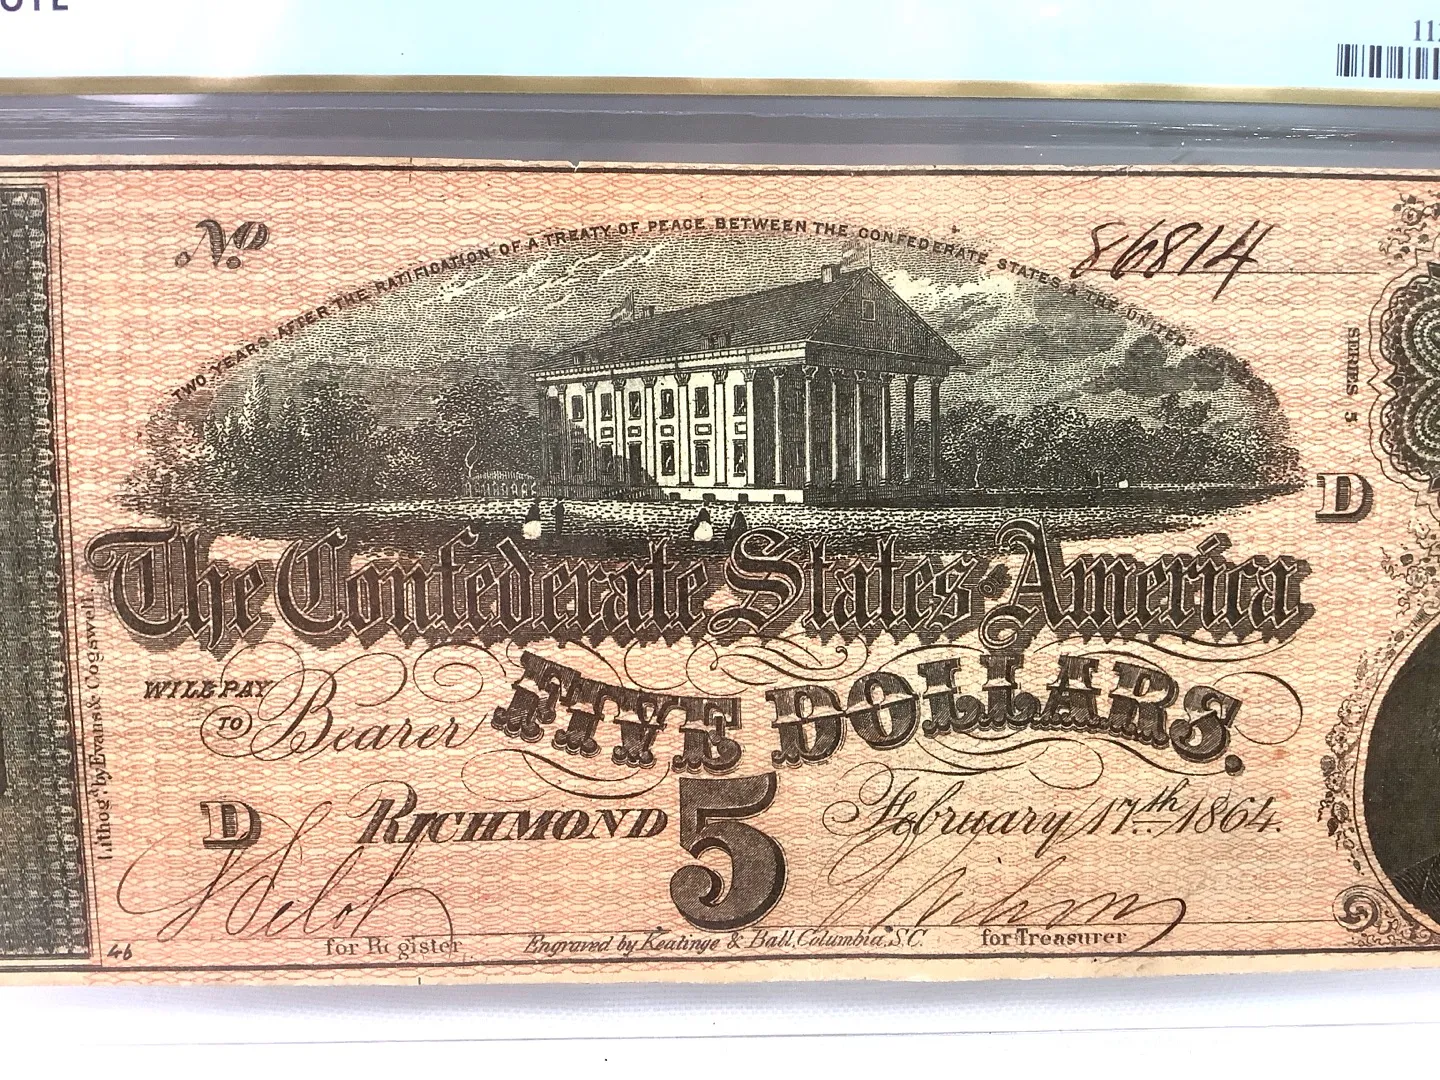 No
86814
TWO YEARS AFTER THE RATIFICATION OF A TREATY OF PEACE BETWEEN THE CONFEDERATE STATES & THE UNITED
SERIES 5
D
The Confederate States of America
WILL PAY
TO Bearer FIVE DOLLARS.
D RICHMOND 5 February 17th 1864.
Lithog'd by Evans & Cogswell.
46
for Register
Engraved by Keatinge & Ball, Columbia, S.C.
for Treasurer